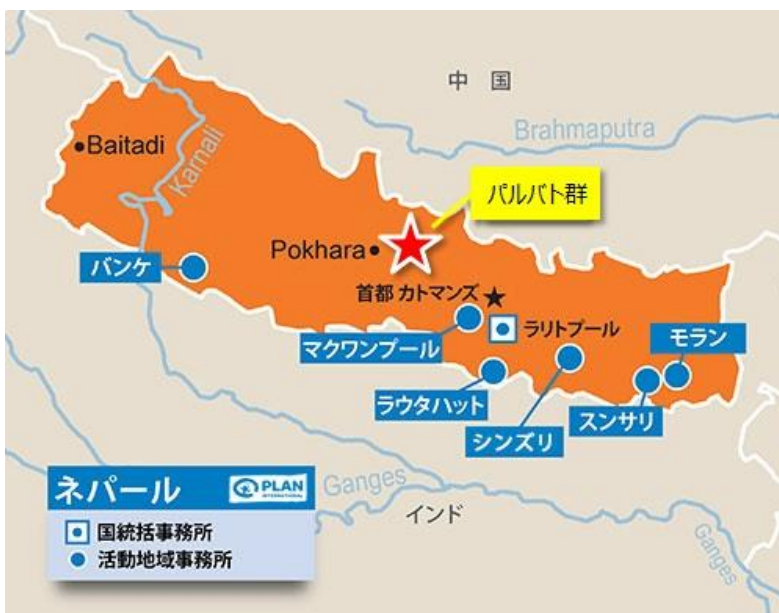 中 国
Brahmaputra
Baitadi
Karnali
パルバト群
Pokhara
バンケ
首都 カトマンズ
ラリトプール
マクワンプール
モラン
ラウタハット
スンサリ
シンズリ
ネパール
PLAN
INTERNATIONAL
Ganges
インド
国統括事務所
活動地域事務所
Ganges